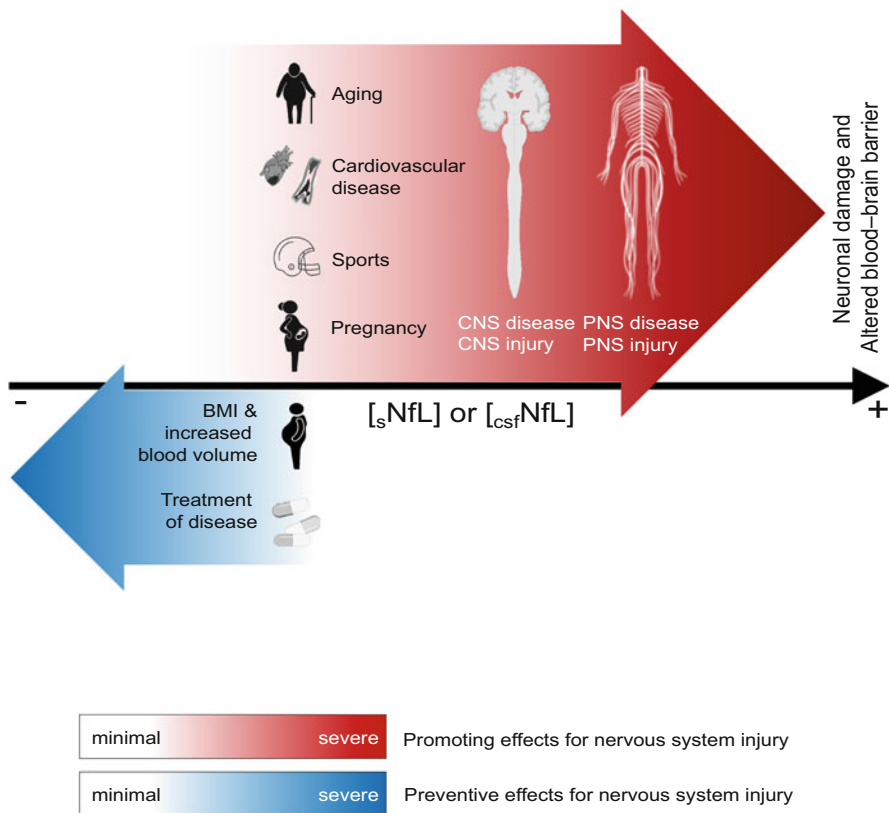 Aging
Cardiovascular
disease
Sports
Pregnancy
CNS disease
CNS injury
PNS disease
PNS injury
Neuronal damage and
Altered blood–brain barrier
-
+
[sNfL] or [csfNfL]
BMI &
increased
blood volume
Treatment
of disease
minimal severe Promoting effects for nervous system injury
minimal severe Preventive effects for nervous system injury